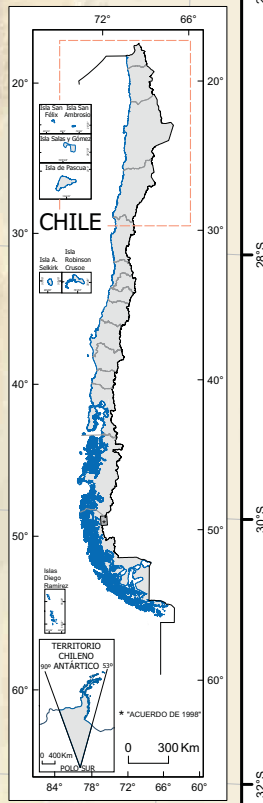 72° 66°
20° 20°
Isla San Félix
Isla San Ambrosio
Isla Salas y Gómez
Isla de Pascua
CHILE
30° 30°
28°S
Isla A. Selkirk
Isla Robinson Crusoe
40° 40°
50° 50°
30°S
Islas Diego Ramírez
TERRITORIO
CHILENO
ANTÁRTICO
90° 53°
60° 60°
* "ACUERDO DE 1998"
0 400 Km
POLO SUR
0 300 Km
84° 78° 72° 66° 60°
32°S